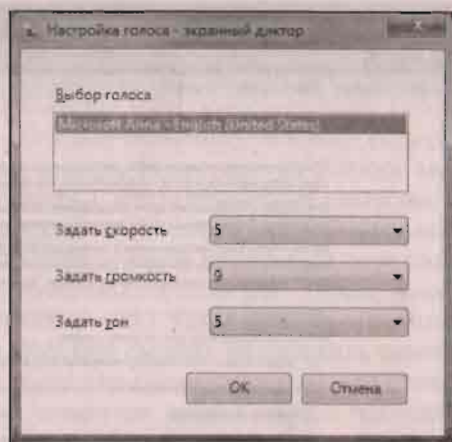 Настройка голоса - экранный диктор
Выбор голоса
Microsoft Anna - English (United States)
Задать скорость 5
Задать громкость 9
Задать тон 5
OK Отмена